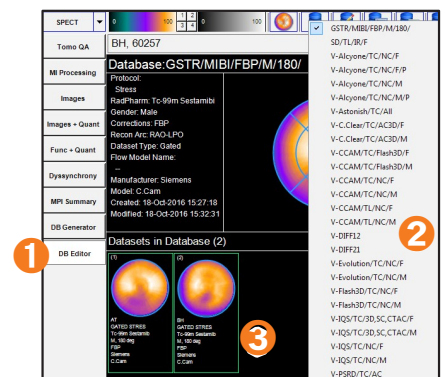 SPECT
0
100
1 2
3 4
0
100
GSTR/MIBI/FBP/M/180/
Tomo QA
BH, 60257
SD/TL/IR/F
V-Alcyone/TC/NC/F
MI Processing
Database:GSTR/MIBI/FBP/M/180/
V-Alcyone/TC/NC/F/P
Protocol:
V-Alcyone/TC/NC/M
Stress
V-Alcyone/TC/NC/M/P
Images
RadPharm: Tc-99m Sestamibi
V-Astonish/TC/All
Gender: Male
V-C.Clear/TC/AC3D/F
Images + Quant
Corrections: FBP
V-C.Clear/TC/AC3D/M
Recon Arc: RAO-LPO
V-CCAM/TC/Flash3D/F
Func + Quant
Dataset Type: Gated
V-CCAM/TC/Flash3D/M
Flow Model Name:
V-CCAM/TC/NC/F
--
Dyssynchrony
Manufacturer: Siemens
V-CCAM/TC/NC/M
Model: C.Cam
V-CCAM/TL/NC/F
MPI Summary
Created: 18-Oct-2016 15:27:18
V-CCAM/TL/NC/M
Modified: 18-Oct-2016 15:32:31
V-DIFF12
2
DB Generator
V-DIFF21
Datasets in Database (2)
1
DB Editor
V-Evolution/TC/NC/F
(1)
(2)
V-Evolution/TC/NC/M
V-Flash3D/TC/NC/F
V-Flash3D/TC/NC/M
V-IQS/TC/3D,SC,CTAC/F
AT
GATED STRES
Tc-99m Sestamibi
M, 180 deg
FBP
Siemens
C.Cam
BH
GATED STRES
Tc-99m Sestamibi
M, 180 deg
FBP
Siemens
C.Cam
3
V-IQS/TC/3D,SC,CTAC/M
V-IQS/TC/NC/F
V-IQS/TC/NC/M
V-PSRD/TC/AC